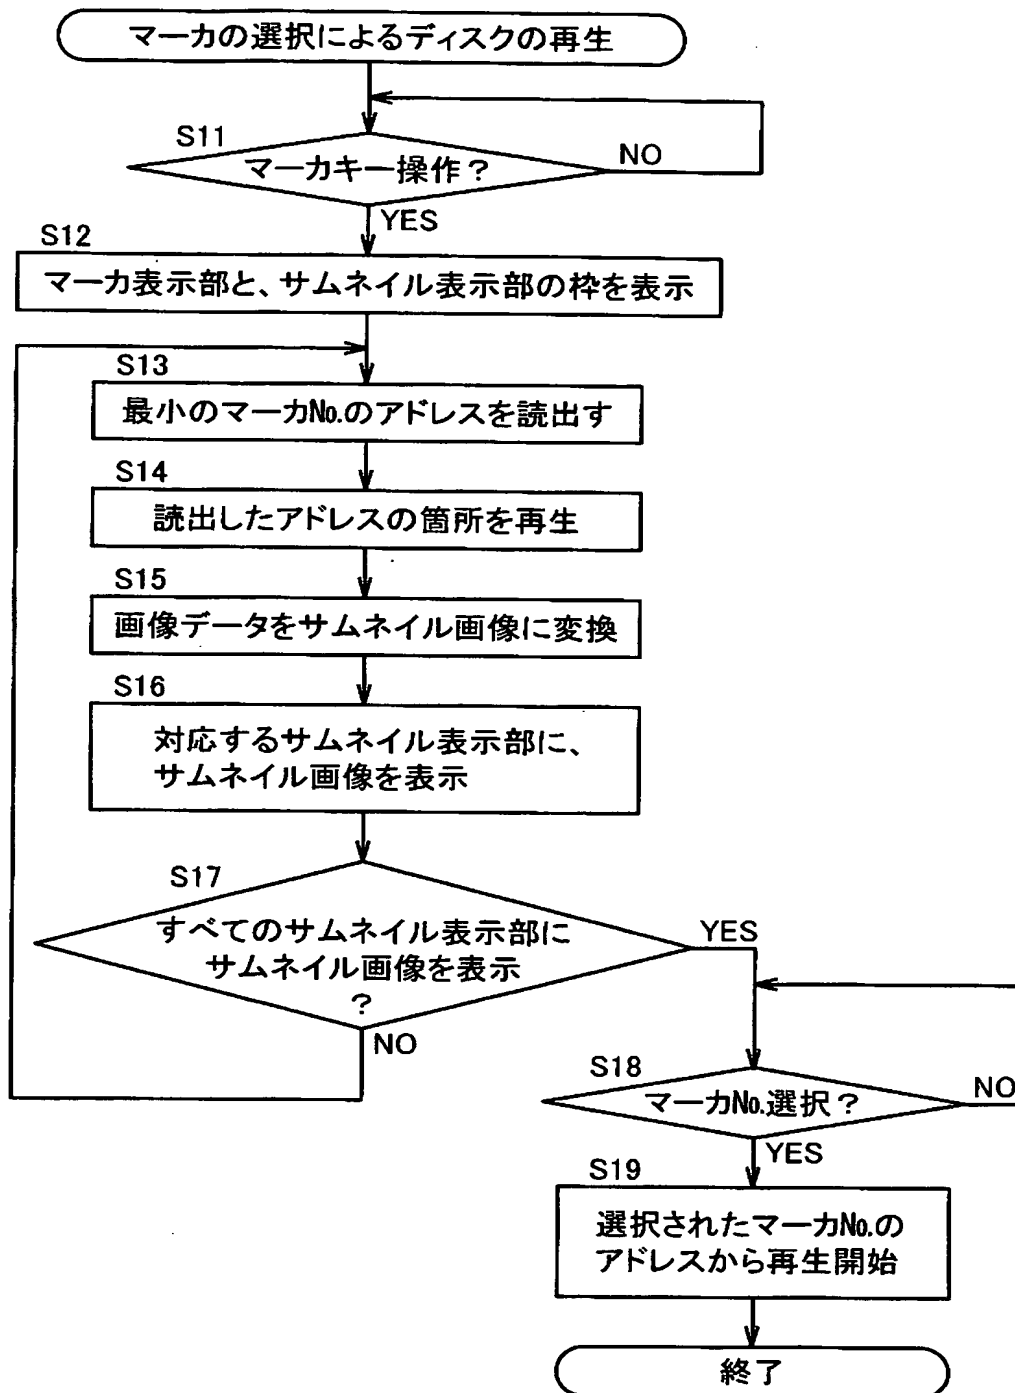 マーカの選択によるディスクの再生
S11
マーカキー操作？
NO
YES
S12
マーカ表示部と、サムネイル表示部の枠を表示
S13
最小のマーカNo.のアドレスを読出す
S14
読出したアドレスの箇所を再生
S15
画像データをサムネイル画像に変換
S16
対応するサムネイル表示部に、
サムネイル画像を表示
S17
すべてのサムネイル表示部に
サムネイル画像を表示
？
YES
NO
S18
マーカNo.選択？
NO
YES
S19
選択されたマーカNo.の
アドレスから再生開始
終了